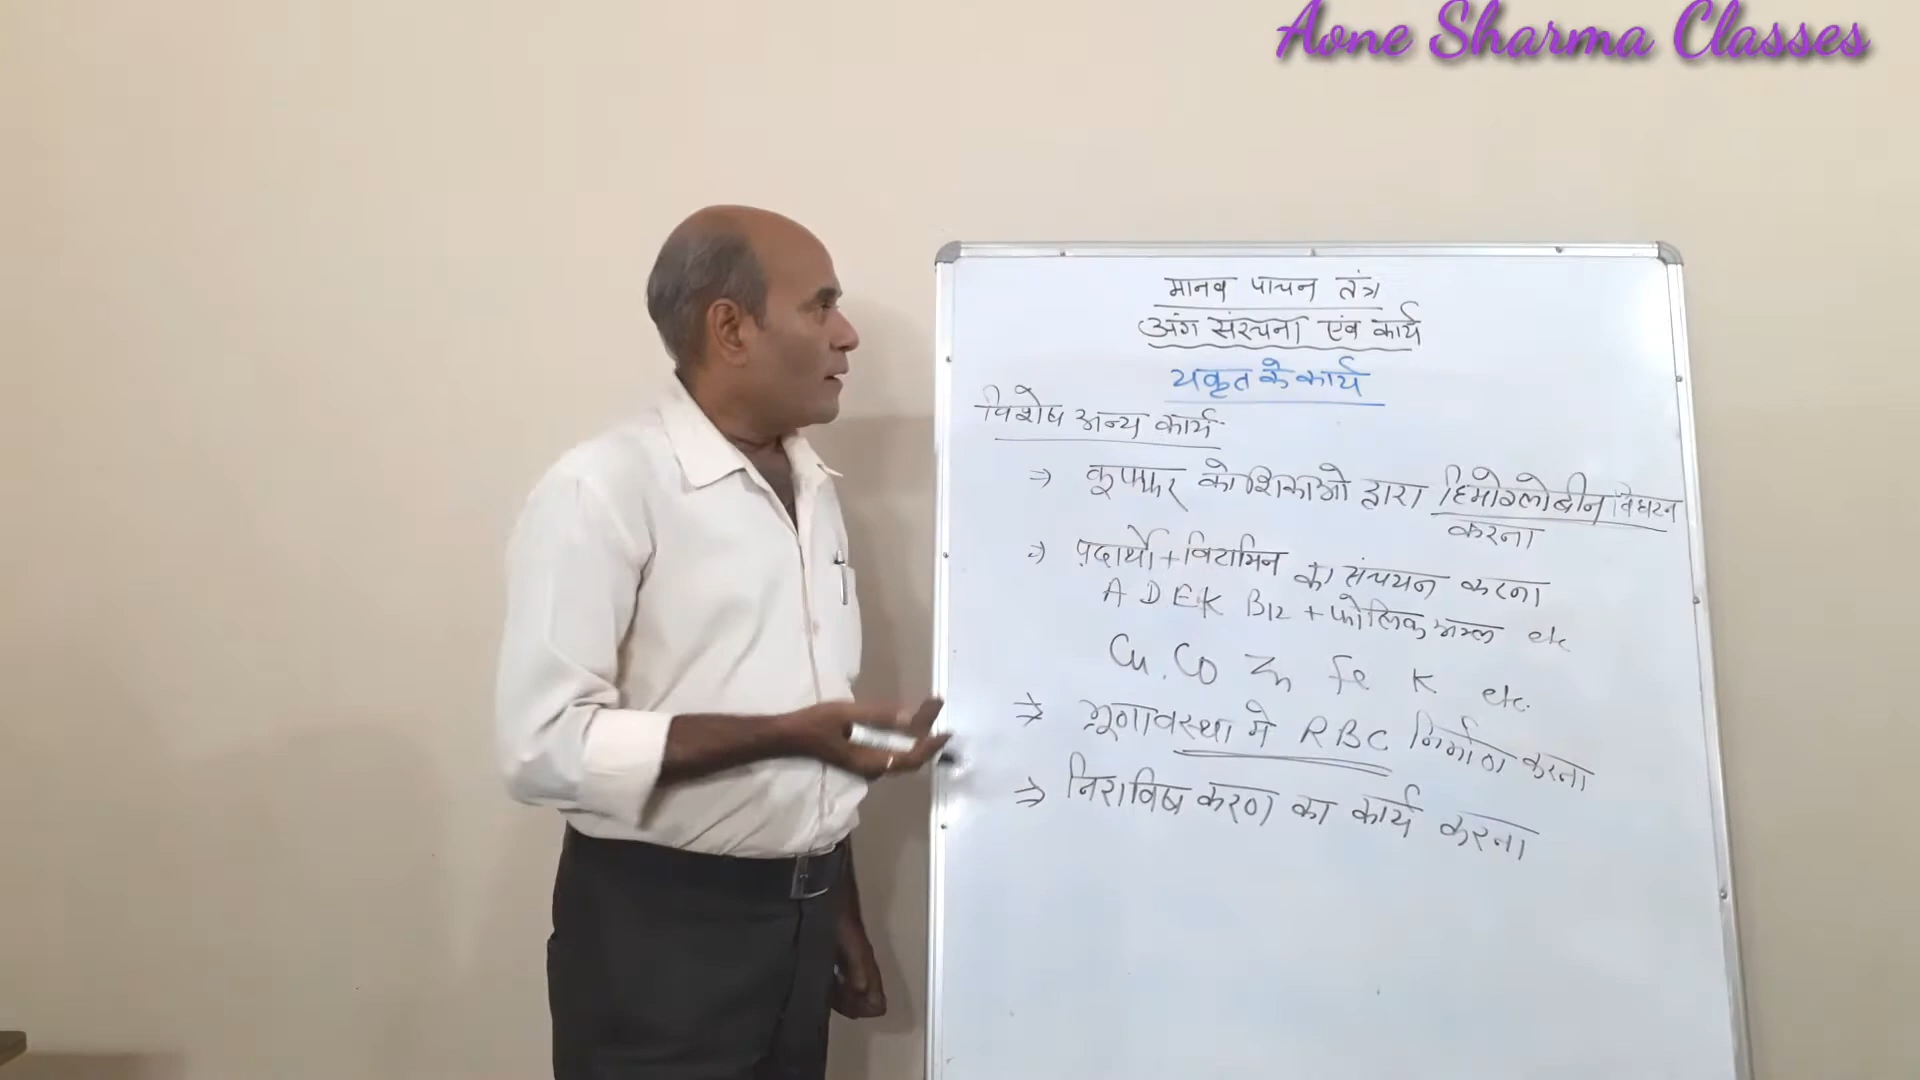 Aone Sharma Classes
मानव पाचन तंत्र
अंग संरचना एंव कार्य
यकृत के कार्य
विशेष अन्य कार्य
⇒ कूफ्फर कोशिकाओ द्वारा हिमोग्लोबीन विघटन
करना
⇒ पदार्थो + विटामिन का संचयन करना
A D E K B12 + फोलिक अम्ल etc
Cu. Co Zn fe K etc.
⇒ भ्रूणावस्था मे RBC निर्माण करना
⇒ निराविष करण का कार्य करना